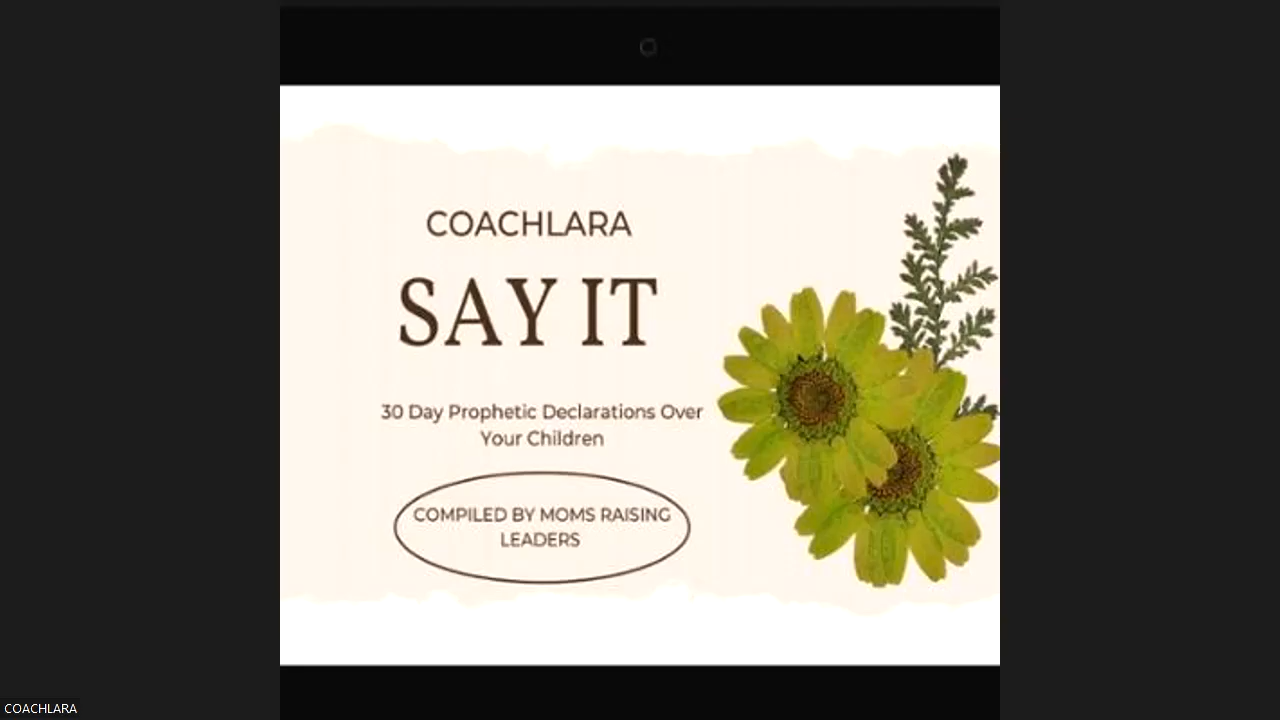 COACHLARA
SAY IT
30 Day Prophetic Declarations Over
Your Children
COMPILED BY MOMS RAISING
LEADERS
COACHLARA